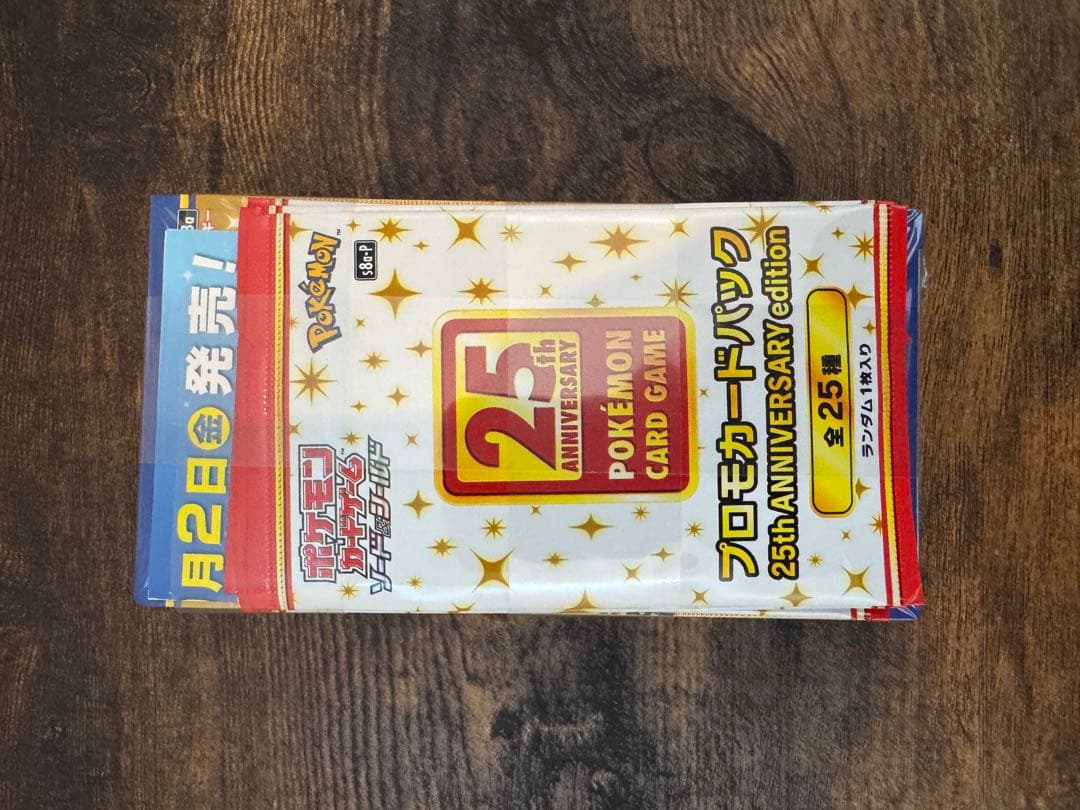 Pokémon
s8a-P
ポケモン
カードゲーム
ソード&シールド
25th
ANNIVERSARY
POKÉMON
CARD GAME
プロモカードパック
25th ANNIVERSARY edition
全25種
ランダム1枚入り
月2日金発売!